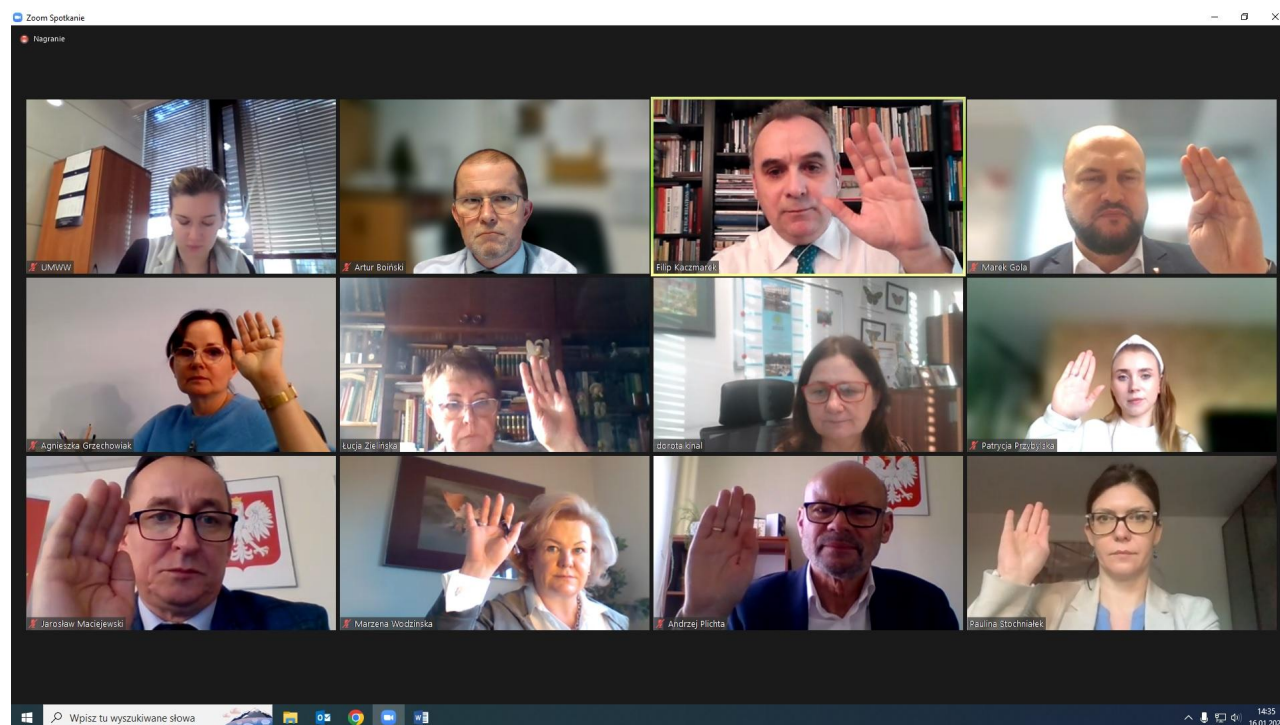 Zoom Spotkanie
Nagranie
UMWW
Artur Boiński
Filip Kaczmarek
Marek Gola
Agnieszka Grzechowiak
Łucja Zielińska
dorota kinal
Patrycja Przybylska
Jarosław Maciejewski
Marzena Wodzińska
Andrzej Plichta
Paulina Stochniałek
Wpisz tu wyszukiwane słowa
14:35